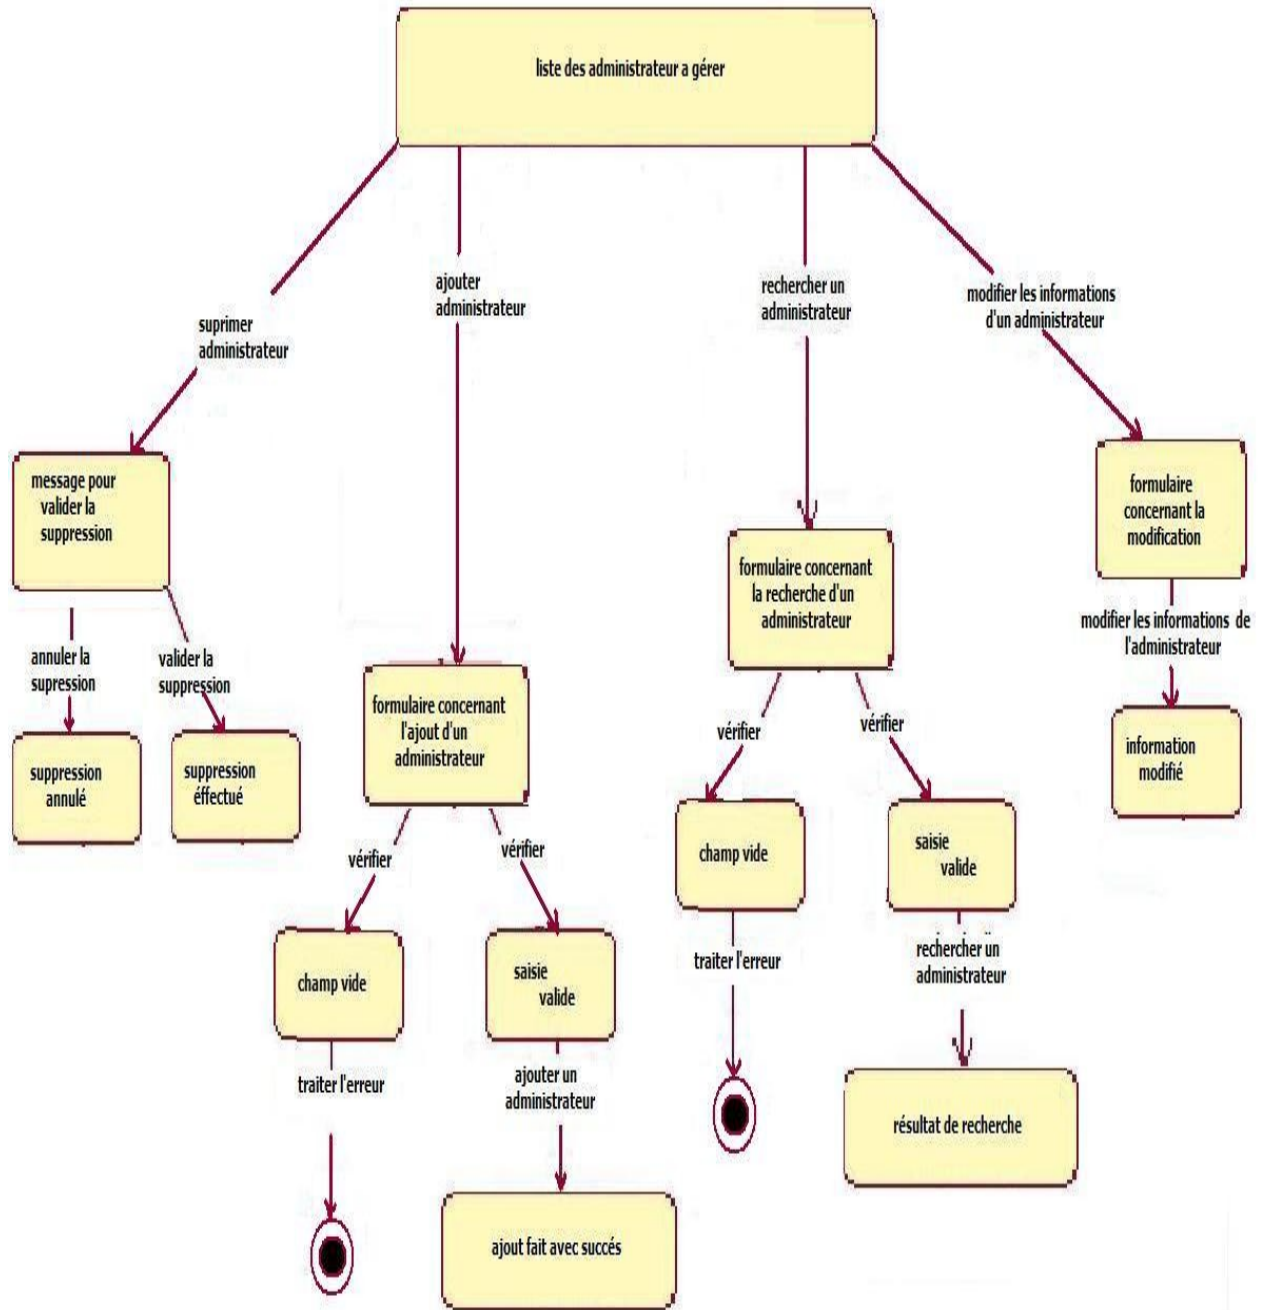 liste des administrateur a gérer
suprimer
administrateur
ajouter
administrateur
rechercher un
administrateur
modifier les informations
d'un administrateur
message pour
valider la
suppression
formulaire
concernant la
modification
formulaire concernant
la recherche d'un
administrateur
annuler la
supression
valider la
suppression
modifier les informations de
l'administrateur
formulaire concernant
l'ajout d'un
administrateur
vérifier
vérifier
suppression
annulé
suppression
éffectué
information
modifié
vérifier
vérifier
champ vide
saisie
valide
champ vide
saisie
valide
traiter l'erreur
rechercher un
administrateur
traiter l'erreur
ajouter un
administrateur
résultat de recherche
ajout fait avec succés